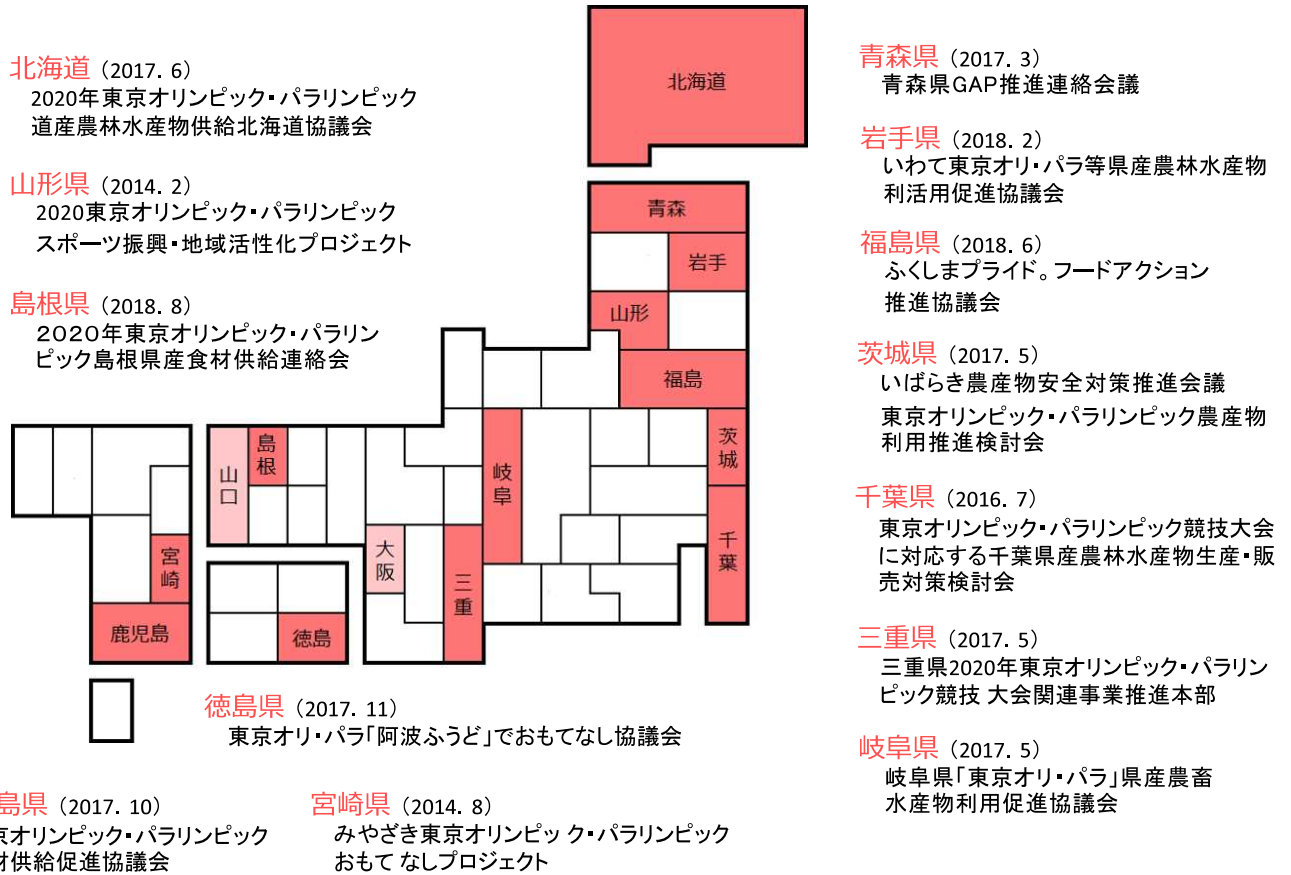 北海道（2017. 6）
2020年東京オリンピック・パラリンピック
道産農林水産物供給北海道協議会
山形県（2014. 2）
2020東京オリンピック・パラリンピック
スポーツ振興・地域活性化プロジェクト
島根県（2018. 8）
２０２０年東京オリンピック・パラリン
ピック島根県産食材供給連絡会
北海道
青森
岩手
山形
福島
茨城
島根
山口
岐阜
千葉
大阪
宮崎
三重
鹿児島
徳島
青森県（2017. 3）
青森県GAP推進連絡会議
岩手県（2018. 2）
いわて東京オリ・パラ等県産農林水産物
利活用促進協議会
福島県（2018. 6）
ふくしまプライド。フードアクション
推進協議会
茨城県（2017. 5）
いばらき農産物安全対策推進会議
東京オリンピック・パラリンピック農産物
利用推進検討会
千葉県（2016. 7）
東京オリンピック・パラリンピック競技大会
に対応する千葉県産農林水産物生産・販
売対策検討会
三重県（2017. 5）
三重県2020年東京オリンピック・パラリン
ピック競技 大会関連事業推進本部
岐阜県（2017. 5）
岐阜県「東京オリ・パラ」県産農畜
水産物利用促進協議会
徳島県（2017. 11）
東京オリ・パラ「阿波ふうど」でおもてなし協議会
島県（2017. 10）
京オリンピック・パラリンピック
材供給促進協議会
宮崎県（2014. 8）
みやざき東京オリンピッ ク・パラリンピック
おもて なしプロジェクト